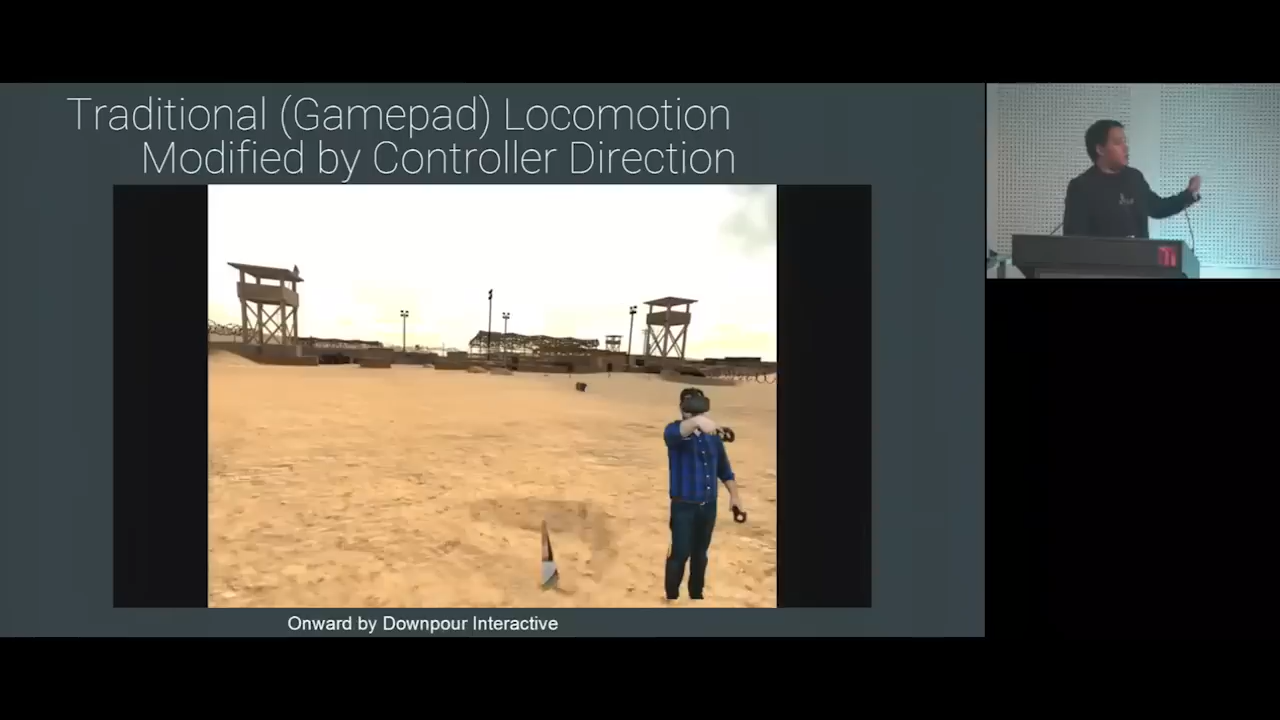 Traditional (Gamepad) Locomotion
Modified by Controller Direction
Onward by Downpour Interactive